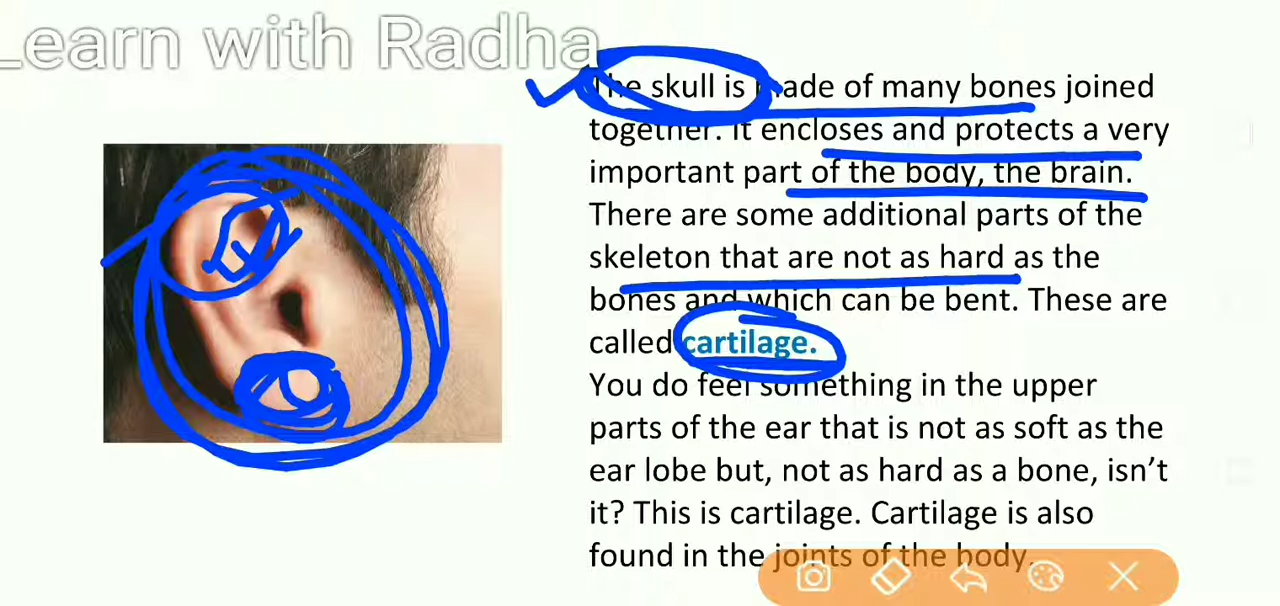 Learn with Radha
The skull is made of many bones joined
together. It encloses and protects a very
important part of the body, the brain.
There are some additional parts of the
skeleton that are not as hard as the
bones and which can be bent. These are
called cartilage.
You do feel something in the upper
parts of the ear that is not as soft as the
ear lobe but, not as hard as a bone, isn't
it? This is cartilage. Cartilage is also
found in the joints of the body.